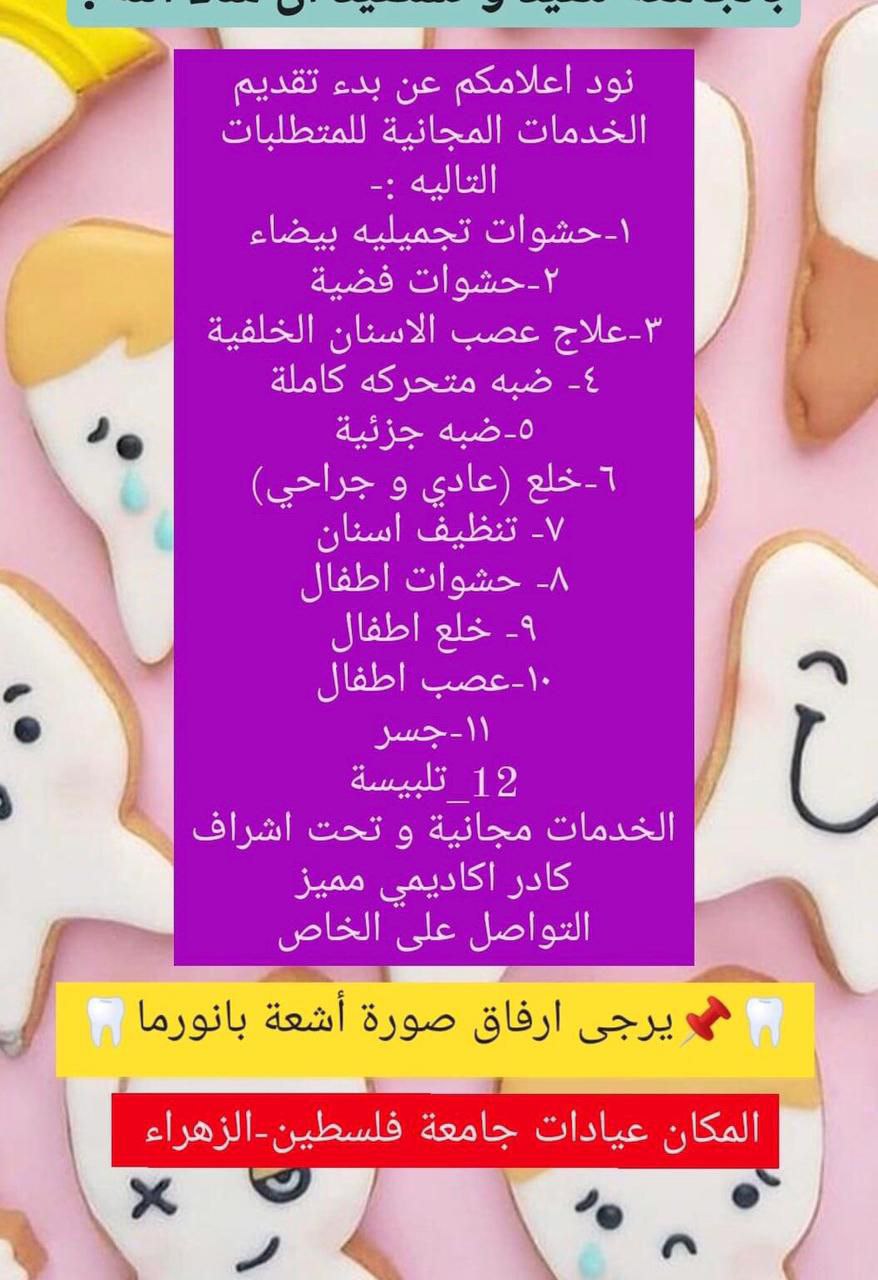 نود اعلامكم عن بدء تقديم
الخدمات المجانية للمتطلبات
التاليه :-
١-حشوات تجميليه بيضاء
٢-حشوات فضية
٣-علاج عصب الاسنان الخلفية
٤- ضبه متحركه كاملة
٥-ضبه جزئية
٦-خلع (عادي و جراحي)
٧- تنظيف اسنان
٨- حشوات اطفال
٩- خلع اطفال
١٠-عصب اطفال
١١-جسر
12_تلبيسة
الخدمات مجانية و تحت اشراف
كادر اكاديمي مميز
التواصل على الخاص
🦷📌يرجى ارفاق صورة أشعة بانورما🦷
المكان عيادات جامعة فلسطين-الزهراء